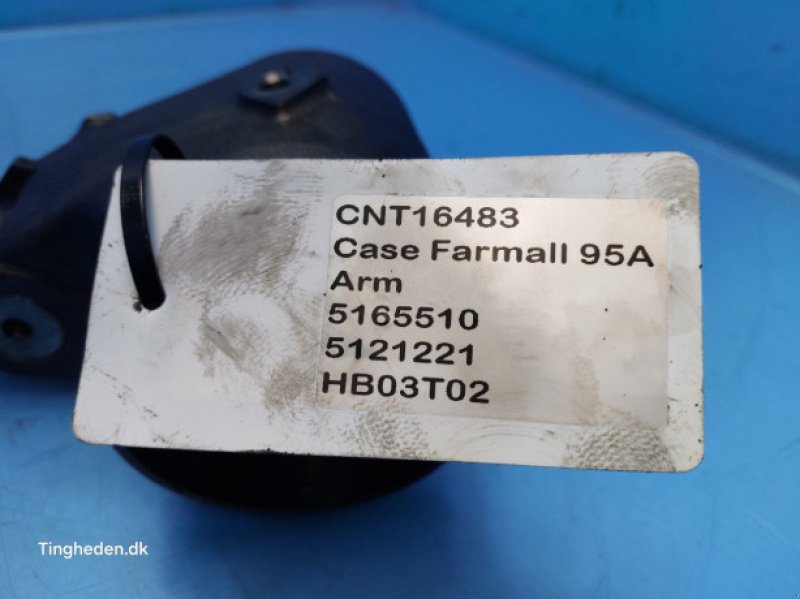 CNT16483
Case Farmall 95A
Arm
5165510
5121221
HB03T02
Tingheden.dk